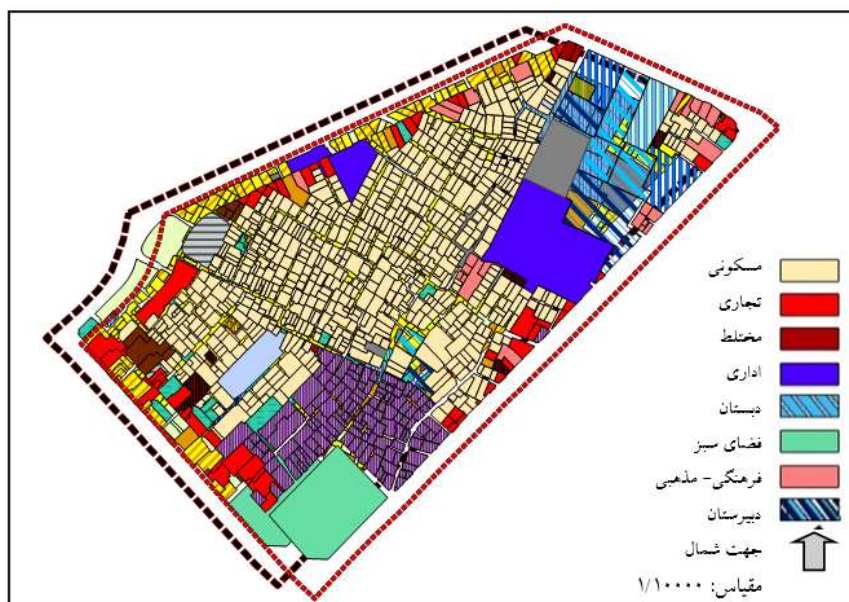 مسکونی
تجاری
مختلط
اداری
دبستان
فضای سبز
فرهنگی- مذهبی
دبیرستان
جهت شمال
مقیاس: ۱/۱۰۰۰۰